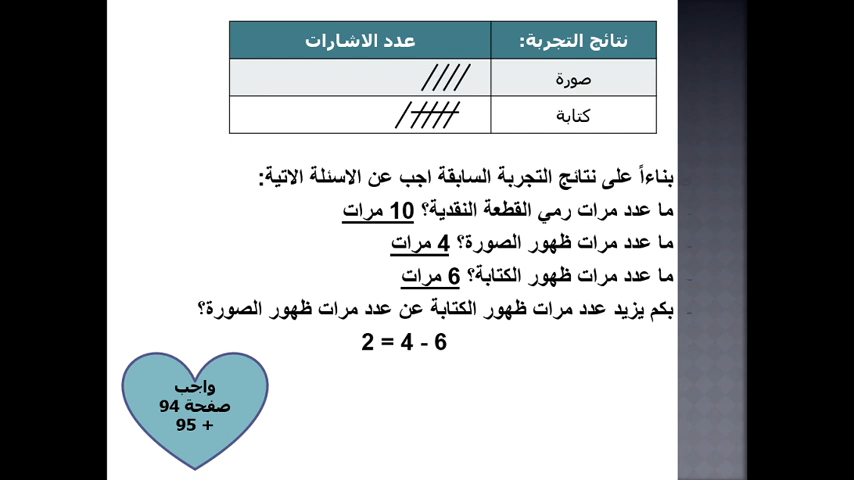 نتائج التجربة: عدد الاشارات
صورة ////
كتابة
بناءاً على نتائج التجربة السابقة اجب عن الاسئلة الاتية:
- ما عدد مرات رمي القطعة النقدية؟ 10 مرات
- ما عدد مرات ظهور الصورة؟ 4 مرات
- ما عدد مرات ظهور الكتابة؟ 6 مرات
- بكم يزيد عدد مرات ظهور الكتابة عن عدد مرات ظهور الصورة؟
6 - 4 = 2
واجب
صفحة 94
+ 95